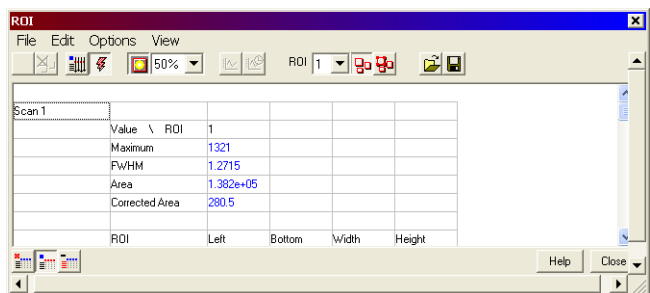 ROI
File Edit Options View
50% ROI 1
Scan 1
Value \ ROI 1
Maximum 1321
FWHM 1.2715
Area 1.382e+05
Corrected Area 280.5
ROI Left Bottom Width Height
Help Close